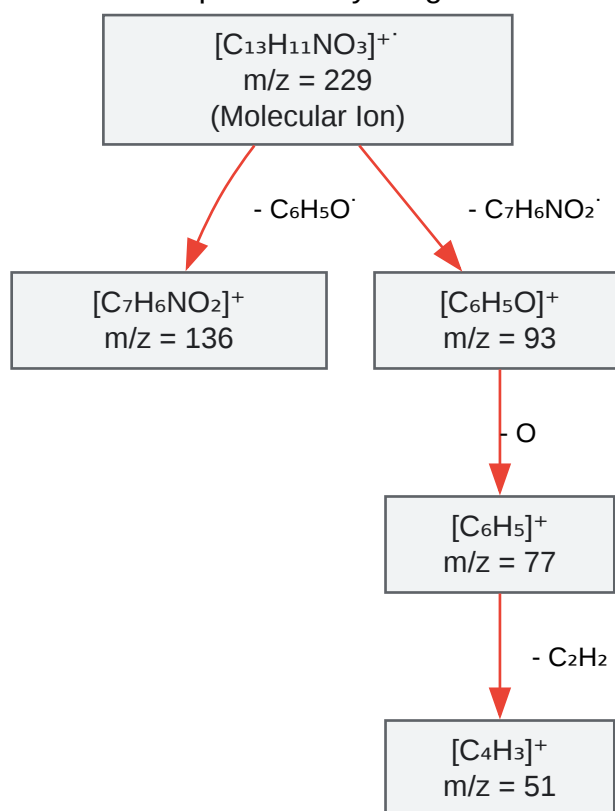 [C₁₃H₁₁NO₃]⁺˙
m/z = 229
(Molecular Ion)
- C₆H₅O˙
- C₇H₆NO₂˙
[C₇H₆NO₂]⁺
m/z = 136
[C₆H₅O]⁺
m/z = 93
- O
[C₆H₅]⁺
m/z = 77
- C₂H₂
[C₄H₃]⁺
m/z = 51